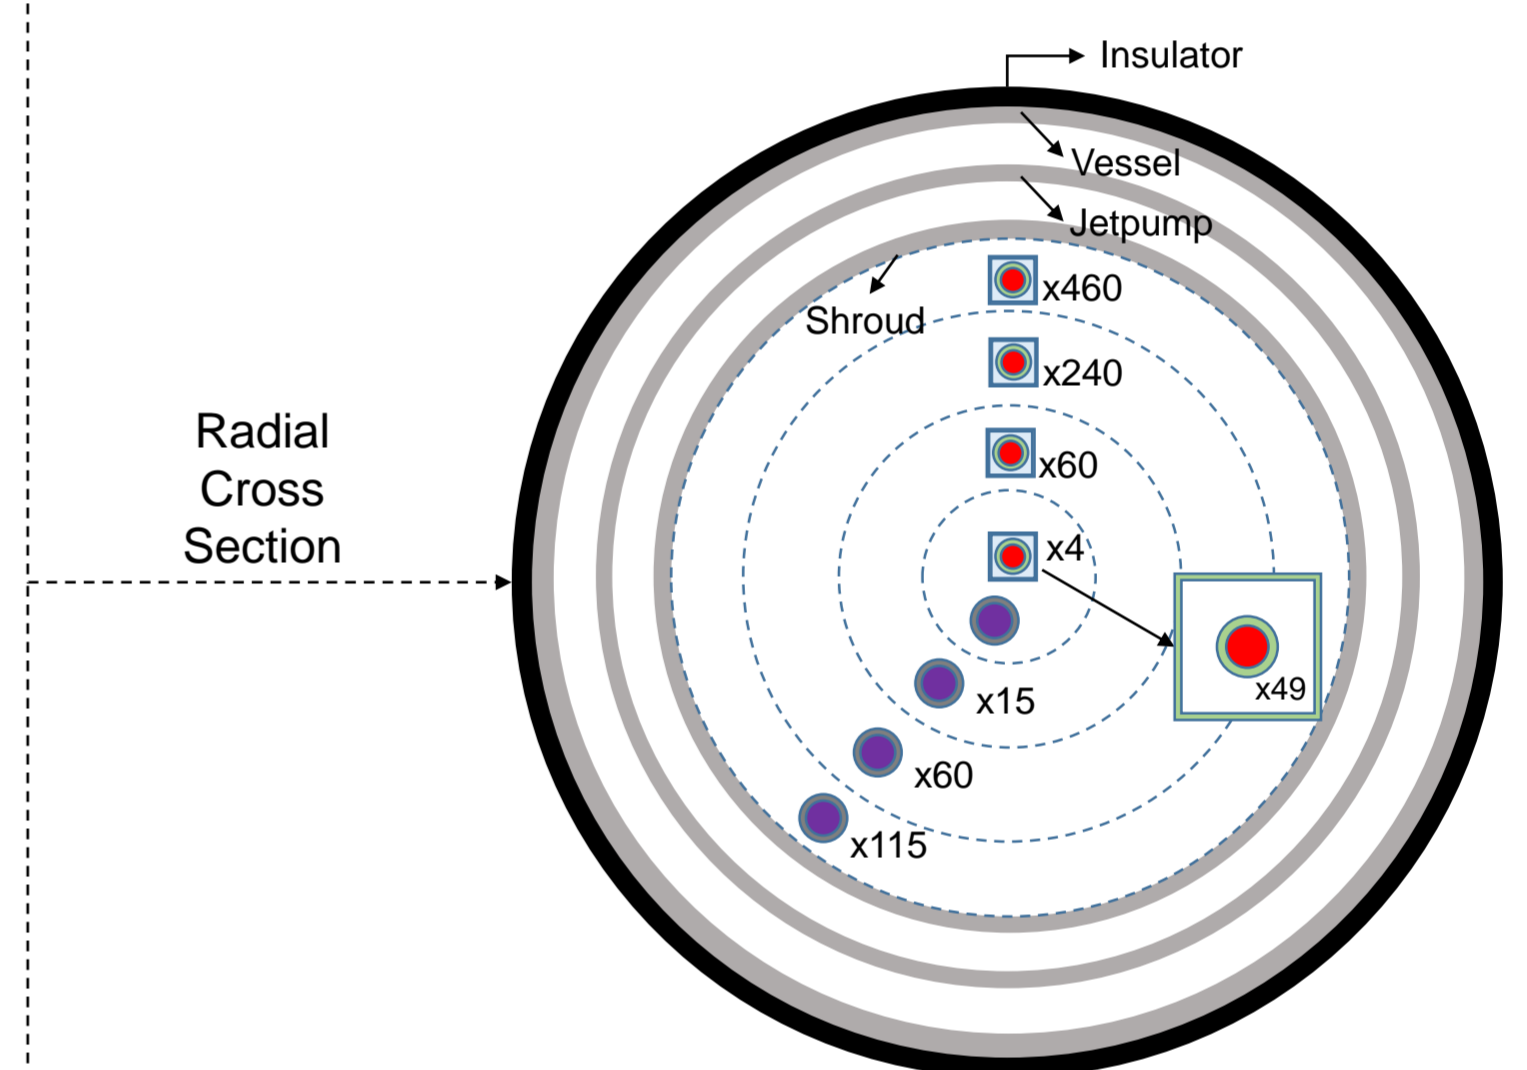 Insulator
Vessel
Jetpump
x460
Shroud
x240
x60
Radial
Cross
Section
x4
x49
x15
x60
x115